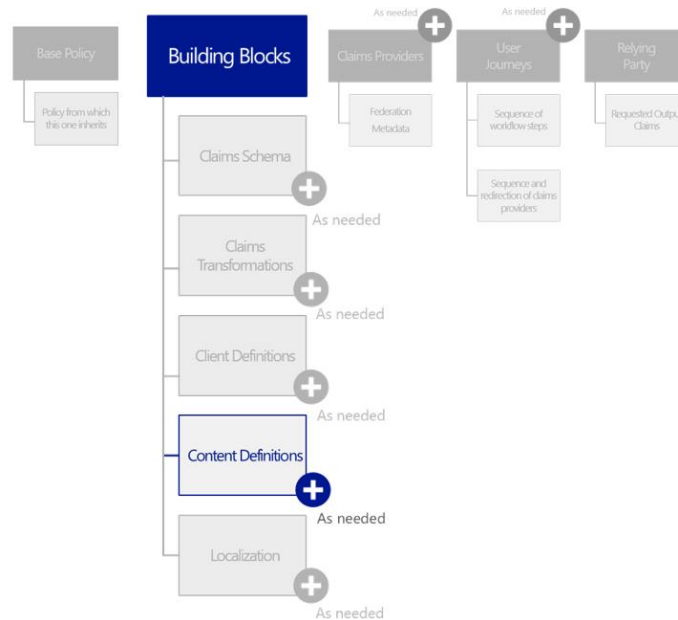 As needed
As needed
Base Policy
Building Blocks
Claims Providers
User
Journeys
Relying
Party
Policy from which
this one inherits
Federation
Metadata
Sequence of
workflow steps
Requested Output
Claims
Sequence and
redirection of claims
providers
Claims Schema
As needed
Claims
Transformations
As needed
Client Definitions
As needed
Content Definitions
As needed
Localization
As needed